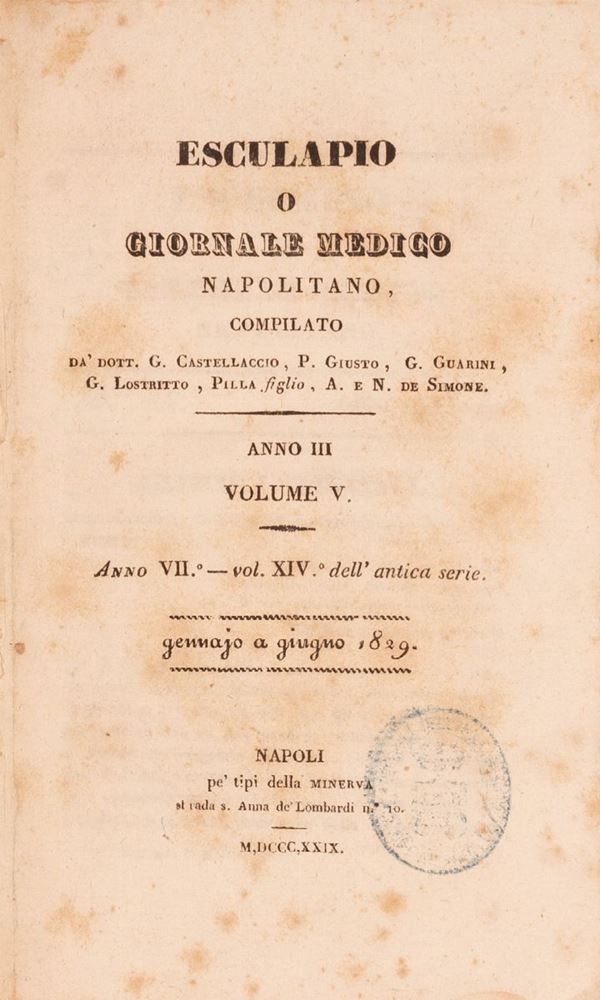 ESCULAPIO
O
GIORNALE MEDICO
NAPOLITANO,
COMPILATO
DA' DOTT. G. CASTELLACCIO, P. GIUSTO, G. GUARINI,
G. LOSTRITTO, PILLA figlio, A. E N. DE SIMONE.
ANNO III
VOLUME V.
ANNO VII.° — vol. XIV.° dell' antica serie.
gennajo a giugno 1829.
NAPOLI
pe' tipi della MINERVA
strada s. Anna de' Lombardi n.° 10.
M,DCCC,XXIX.